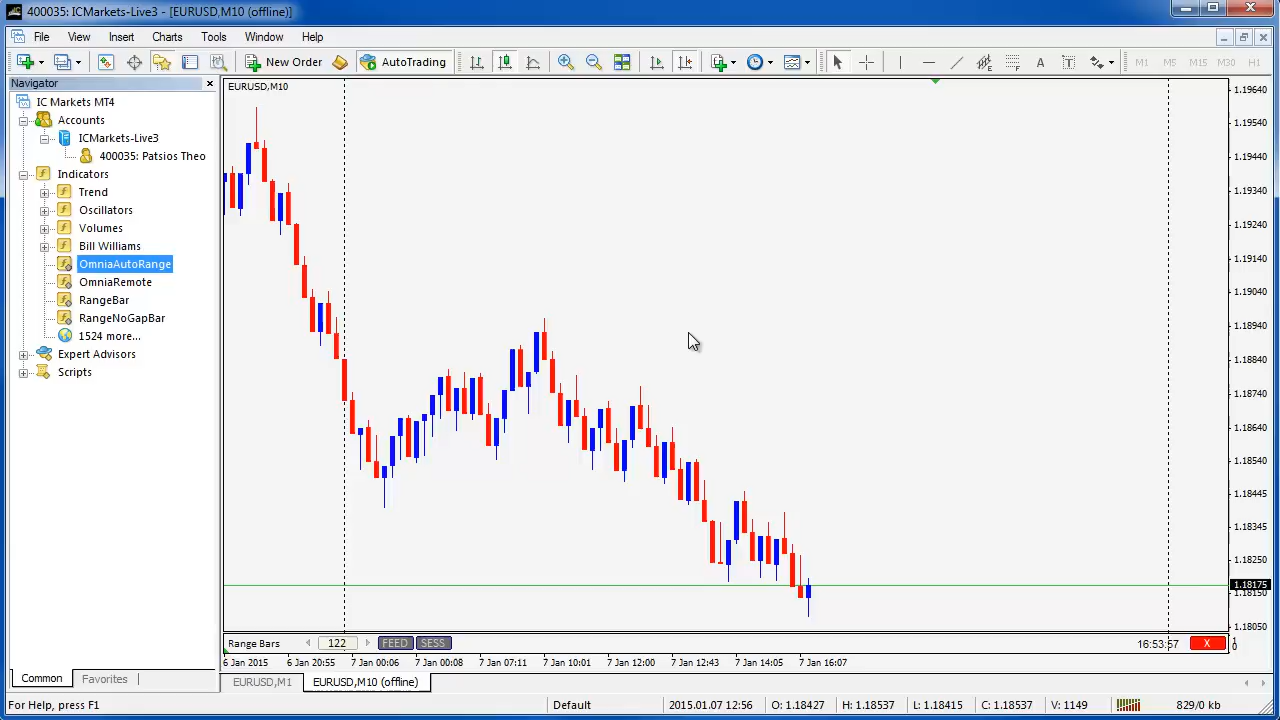 400035: ICMarkets-Live3 - [EURUSD,M10 (offline)]
File View Insert Charts Tools Window Help
New Order AutoTrading M1 M5 M15 M30 H1
Navigator
IC Markets MT4
Accounts
ICMarkets-Live3
400035: Patsios Theo
Indicators
Trend
Oscillators
Volumes
Bill Williams
OmniaAutoRange
OmniaRemote
RangeBar
RangeNoGapBar
1524 more...
Expert Advisors
Scripts
Common Favorites
EURUSD,M10
1.19640
1.19540
1.19440
1.19340
1.19240
1.19140
1.19040
1.18940
1.18840
1.18740
1.18640
1.18540
1.18445
1.18345
1.18250
1.18175
1.18150
1.18050
Range Bars 122 FEED SESS 16:53:57 X 1
0
6 Jan 2015 6 Jan 20:55 7 Jan 00:06 7 Jan 00:08 7 Jan 07:11 7 Jan 10:01 7 Jan 12:00 7 Jan 12:43 7 Jan 14:05 7 Jan 16:07
EURUSD,M1 EURUSD,M10 (offline)
For Help, press F1 Default 2015.01.07 12:56 O: 1.18427 H: 1.18537 L: 1.18415 C: 1.18537 V: 1149 829/0 kb